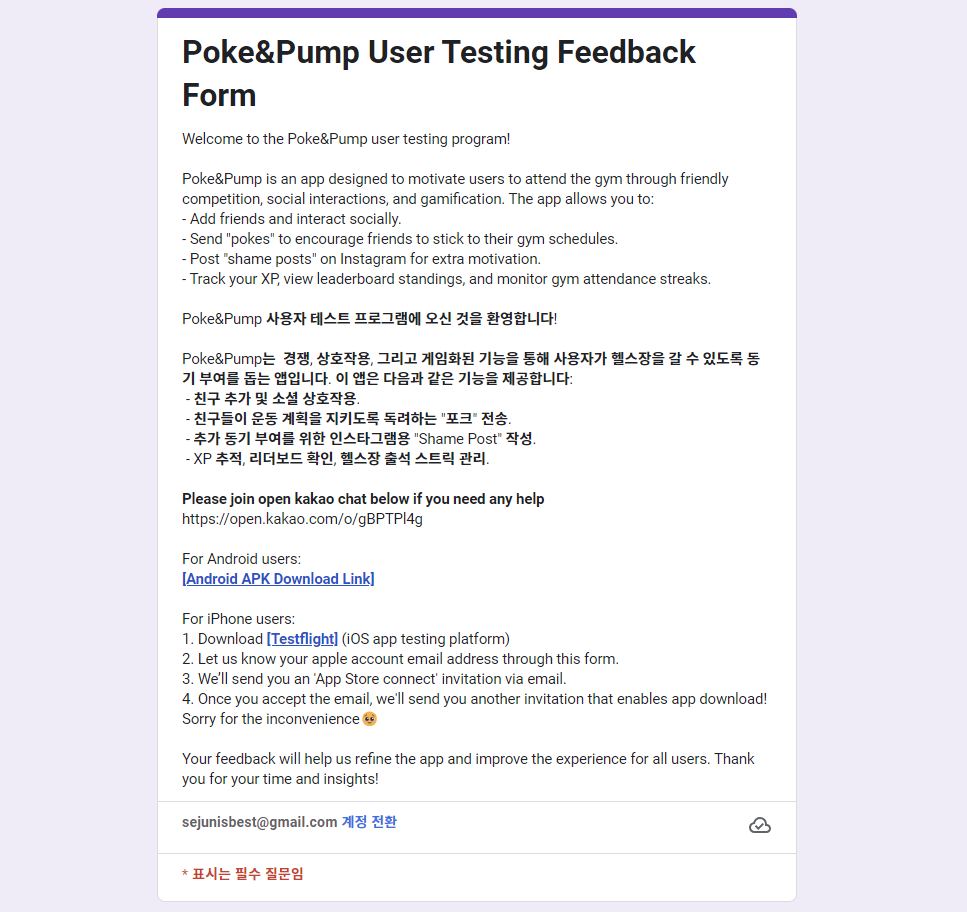 Poke&Pump User Testing Feedback
Form
Welcome to the Poke&Pump user testing program!
Poke&Pump is an app designed to motivate users to attend the gym through friendly
competition, social interactions, and gamification. The app allows you to:
- Add friends and interact socially.
- Send "pokes" to encourage friends to stick to their gym schedules.
- Post "shame posts" on Instagram for extra motivation.
- Track your XP, view leaderboard standings, and monitor gym attendance streaks.
Poke&Pump 사용자 테스트 프로그램에 오신 것을 환영합니다!
Poke&Pump는  경쟁, 상호작용, 그리고 게임화된 기능을 통해 사용자가 헬스장을 갈 수 있도록 동
기 부여를 돕는 앱입니다. 이 앱은 다음과 같은 기능을 제공합니다:
- 친구 추가 및 소셜 상호작용.
- 친구들이 운동 계획을 지키도록 독려하는 "포크" 전송.
- 추가 동기 부여를 위한 인스타그램용 "Shame Post" 작성.
- XP 추적, 리더보드 확인, 헬스장 출석 스트릭 관리.
Please join open kakao chat below if you need any help
https://open.kakao.com/o/gBPTPl4g
For Android users:
[Android APK Download Link]
For iPhone users:
1. Download [Testflight] (iOS app testing platform)
2. Let us know your apple account email address through this form.
3. We’ll send you an 'App Store connect' invitation via email.
4. Once you accept the email, we'll send you another invitation that enables app download!
Sorry for the inconvenience🥺
Your feedback will help us refine the app and improve the experience for all users. Thank
you for your time and insights!
sejunisbest@gmail.com 계정 전환
* 표시는 필수 질문임